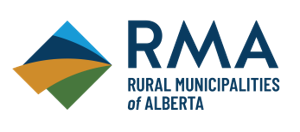 RMA
RURAL MUNICIPALITIES
of ALBERTA